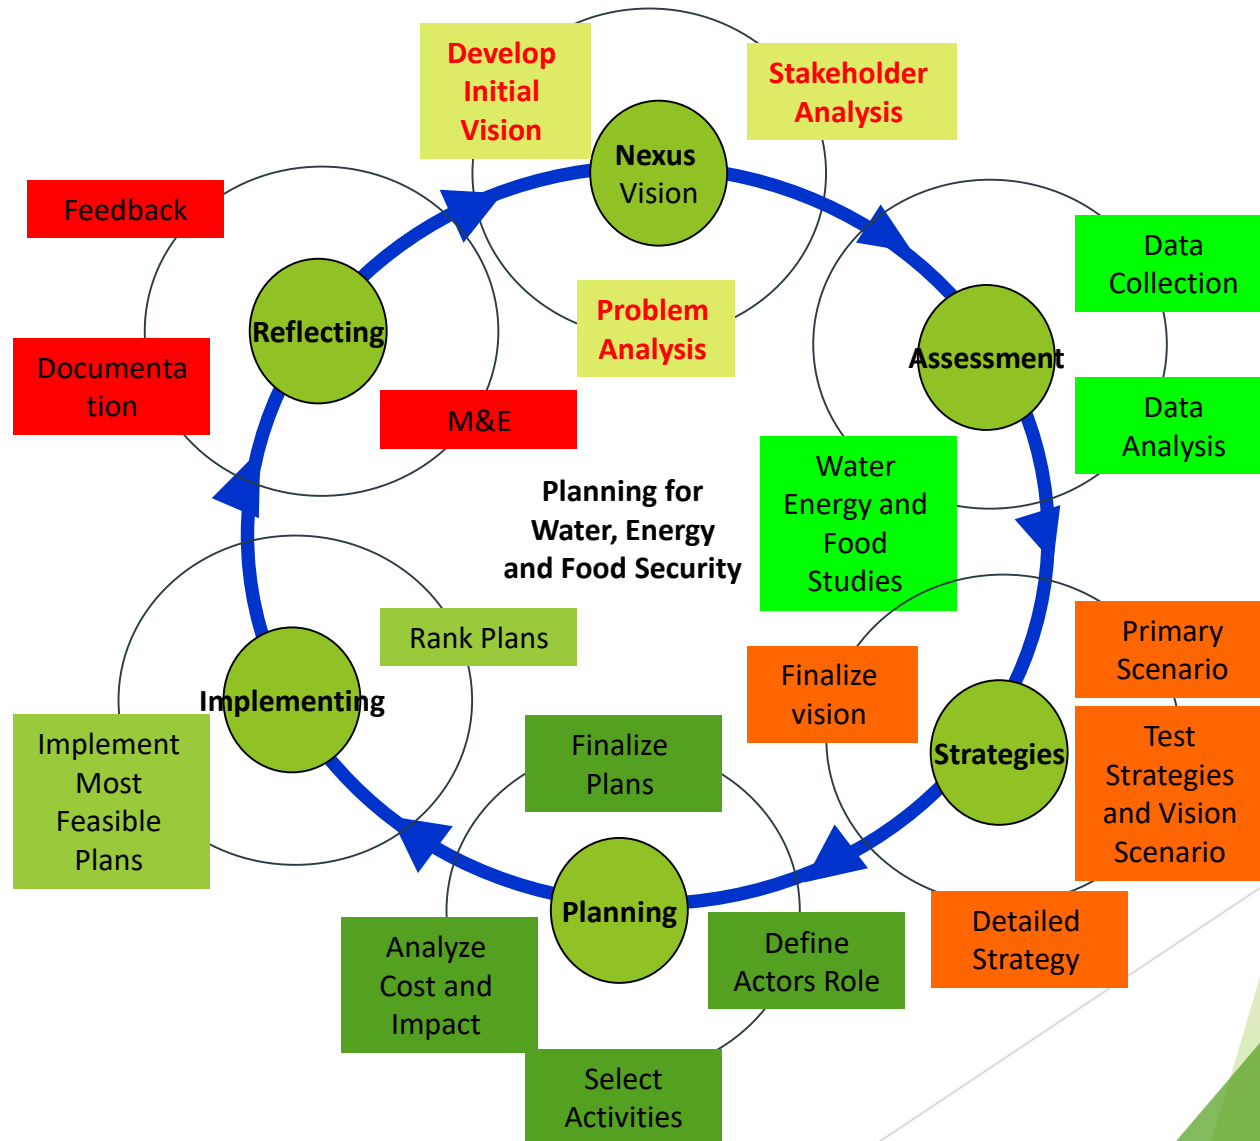 Develop
Initial
Vision
Stakeholder
Analysis
Nexus
Vision
Problem
Analysis
Feedback
Reflecting
Documenta
tion
M&E
Data
Collection
Assessment
Data
Analysis
Water
Energy and
Food
Studies
Planning for
Water, Energy
and Food Security
Rank Plans
Implementing
Implement
Most
Feasible
Plans
Finalize
vision
Primary
Scenario
Strategies
Test
Strategies
and Vision
Scenario
Detailed
Strategy
Finalize
Plans
Planning
Define
Actors Role
Analyze
Cost and
Impact
Select
Activities